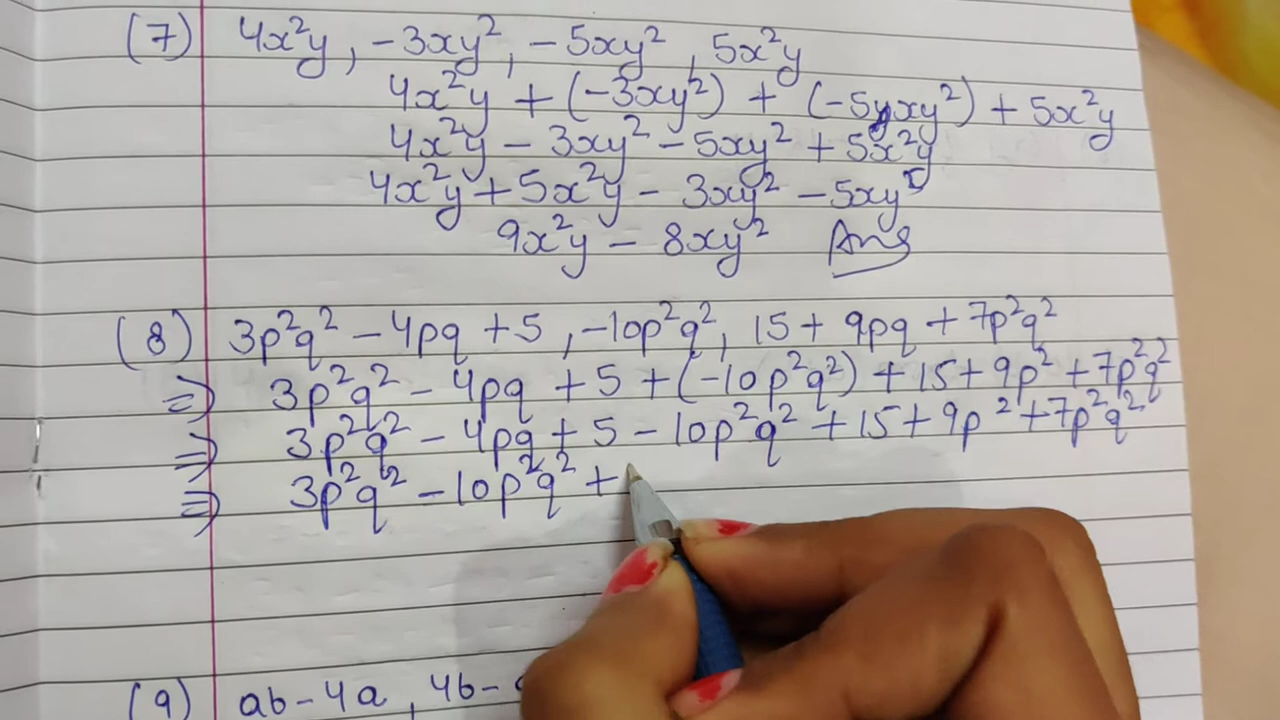 (7) 4x²y, -3xy², -5xy², 5x²y
4x²y + (-3xy²) + (-5yxy²) + 5x²y
4x²y - 3xy² - 5xy² + 5x²y
4x²y + 5x²y - 3xy² - 5xy²
9x²y - 8xy² Ans
(8) 3p²q² - 4pq + 5, -10p²q², 15 + 9pq + 7p²q²
=> 3p²q² - 4pq + 5 + (-10p²q²) + 15 + 9p² + 7p²q²
=> 3p²q² - 4pq + 5 - 10p²q² + 15 + 9p² + 7p²q²
=> 3p²q² - 10p²q² +
(9) ab - 4a, 4b -